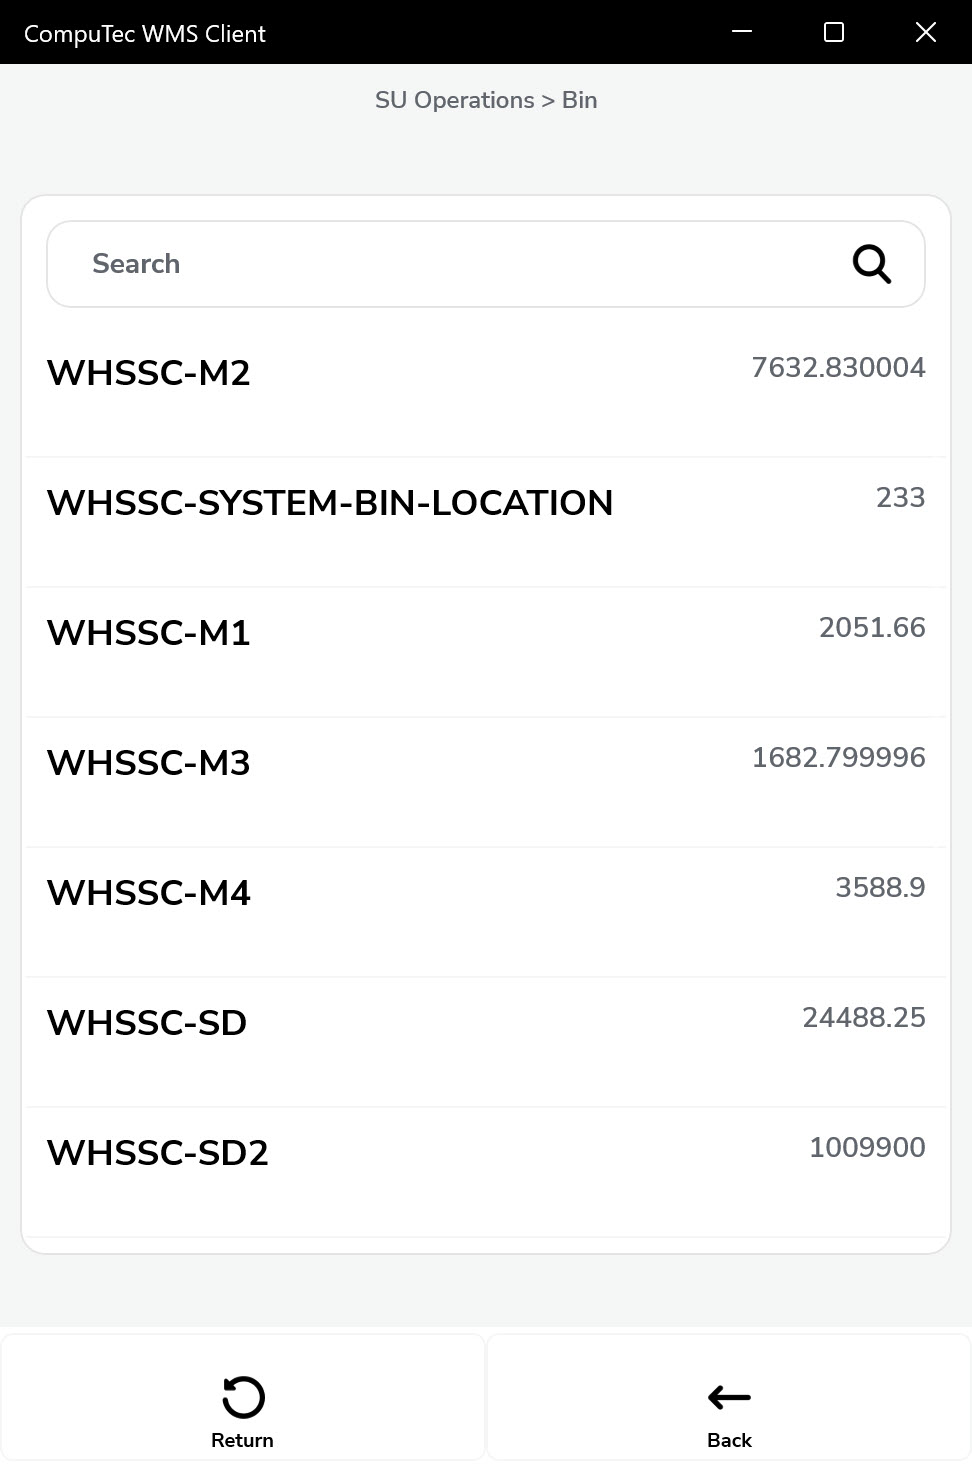 CompuTec WMS Client
SU Operations > Bin
Search
WHSSC-M2 7632.830004
WHSSC-SYSTEM-BIN-LOCATION 233
WHSSC-M1 2051.66
WHSSC-M3 1682.799996
WHSSC-M4 3588.9
WHSSC-SD 24488.25
WHSSC-SD2 1009900
Return Back